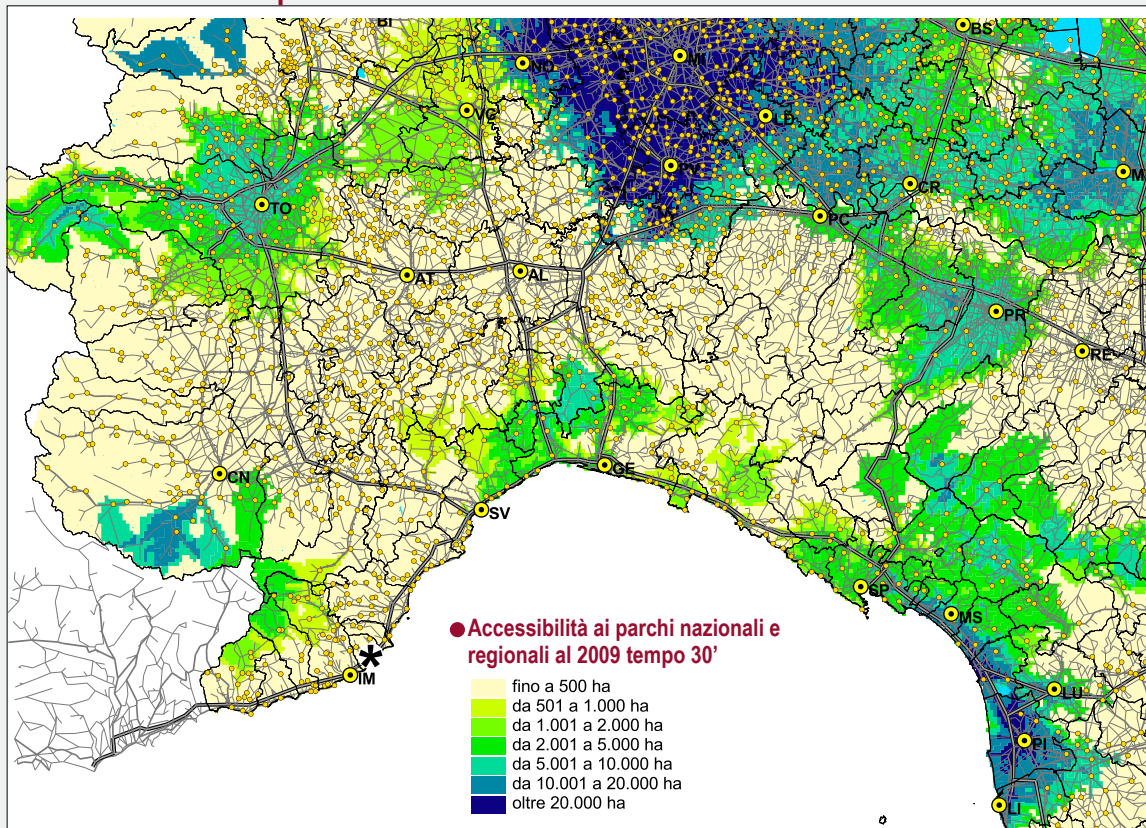 BI
BS
NO
MI
VC
LD
PV
M
TO
CR
PC
AT
AL
PR
RE
GE
CN
SV
SP
MS
*
IM
LU
PI
LI
Accessibilità ai parchi nazionali e
regionali al 2009 tempo 30’
fino a 500 ha
da 501 a 1.000 ha
da 1.001 a 2.000 ha
da 2.001 a 5.000 ha
da 5.001 a 10.000 ha
da 10.001 a 20.000 ha
oltre 20.000 ha